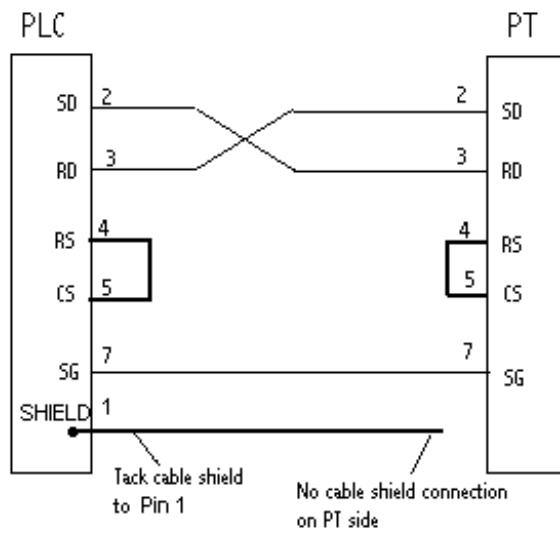 PLC PT
SD 2 2 SD
RD 3 3 RD
RS 4 4 RS
CS 5 5 CS
SG 7 7 SG
SHIELD 1
Tack cable shield
to Pin 1
No cable shield connection
on PT side